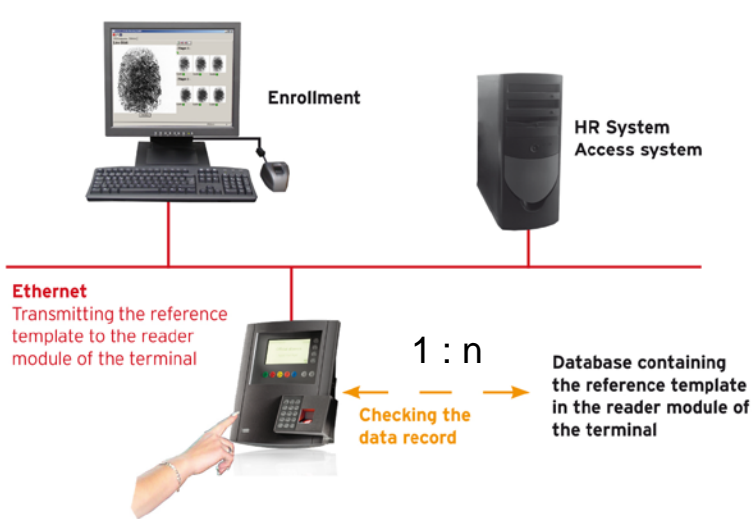 Enrollment
HR System
Access system
Ethernet
Transmitting the reference
template to the reader
module of the terminal
1 : n
Checking the
data record
Database containing
the reference template
in the reader module of
the terminal